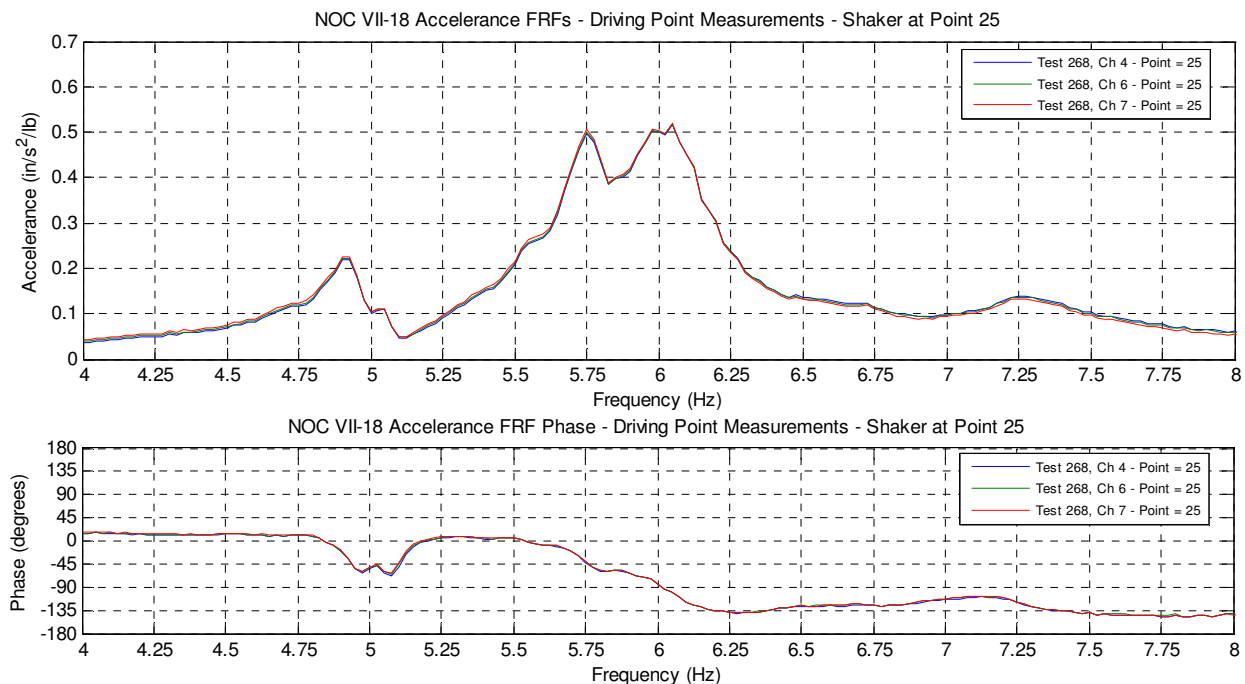 NOC VII-18 Accelerance FRFs - Driving Point Measurements - Shaker at Point 25
0.7
0.6
0.5
0.4
0.3
0.2
0.1
0
Accelerance (in/s²/lb)
Test 268, Ch 4 - Point = 25
Test 268, Ch 6 - Point = 25
Test 268, Ch 7 - Point = 25
4 4.25 4.5 4.75 5 5.25 5.5 5.75 6 6.25 6.5 6.75 7 7.25 7.5 7.75 8
Frequency (Hz)
NOC VII-18 Accelerance FRF Phase - Driving Point Measurements - Shaker at Point 25
180
135
90
45
0
-45
-90
-135
-180
Phase (degrees)
Test 268, Ch 4 - Point = 25
Test 268, Ch 6 - Point = 25
Test 268, Ch 7 - Point = 25
4 4.25 4.5 4.75 5 5.25 5.5 5.75 6 6.25 6.5 6.75 7 7.25 7.5 7.75 8
Frequency (Hz)